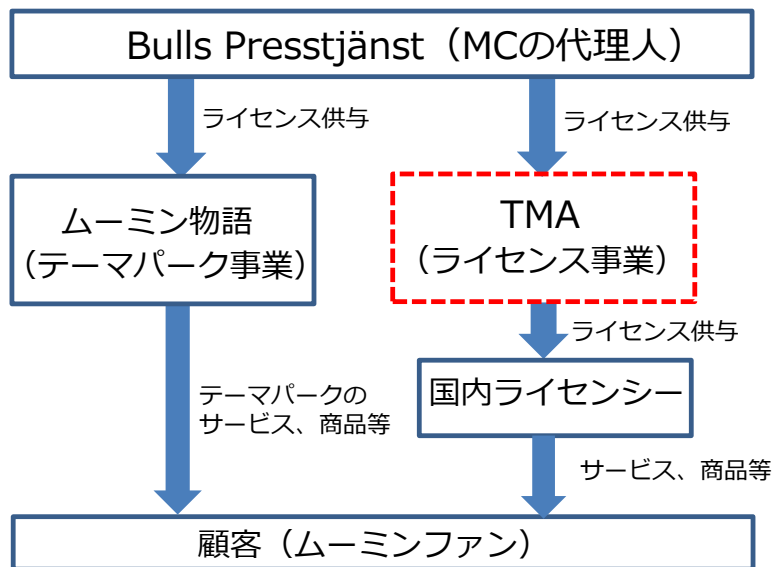 Bulls Presstjänst（MCの代理人）
ライセンス供与
ライセンス供与
ムーミン物語
（テーマパーク事業）
TMA
（ライセンス事業）
ライセンス供与
国内ライセンシー
テーマパークの
サービス、商品等
サービス、商品等
顧客（ムーミンファン）